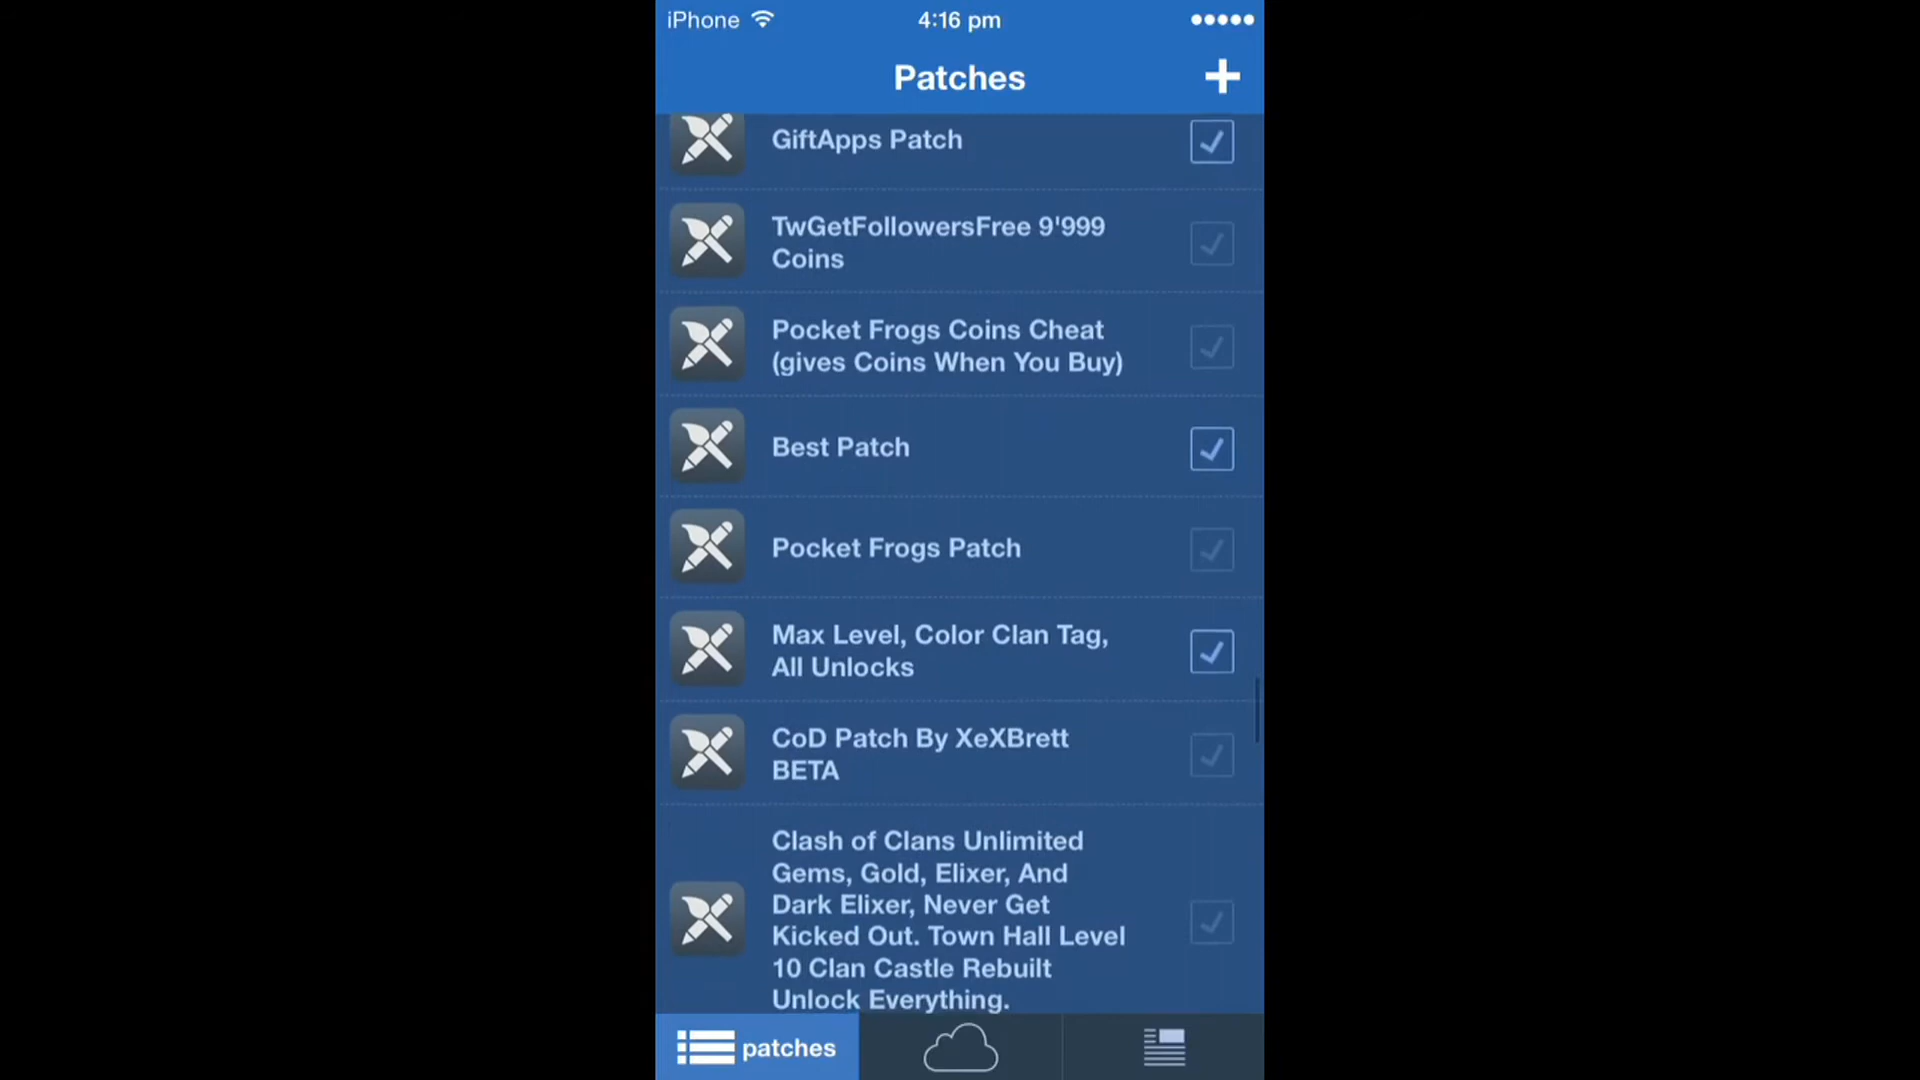 iPhone
4:16 pm
Patches
GiftApps Patch
TwGetFollowersFree 9'999
Coins
Pocket Frogs Coins Cheat
(gives Coins When You Buy)
Best Patch
Pocket Frogs Patch
Max Level, Color Clan Tag,
All Unlocks
CoD Patch By XeXBrett
BETA
Clash of Clans Unlimited
Gems, Gold, Elixer, And
Dark Elixer, Never Get
Kicked Out. Town Hall Level
10 Clan Castle Rebuilt
Unlock Everything.
patches